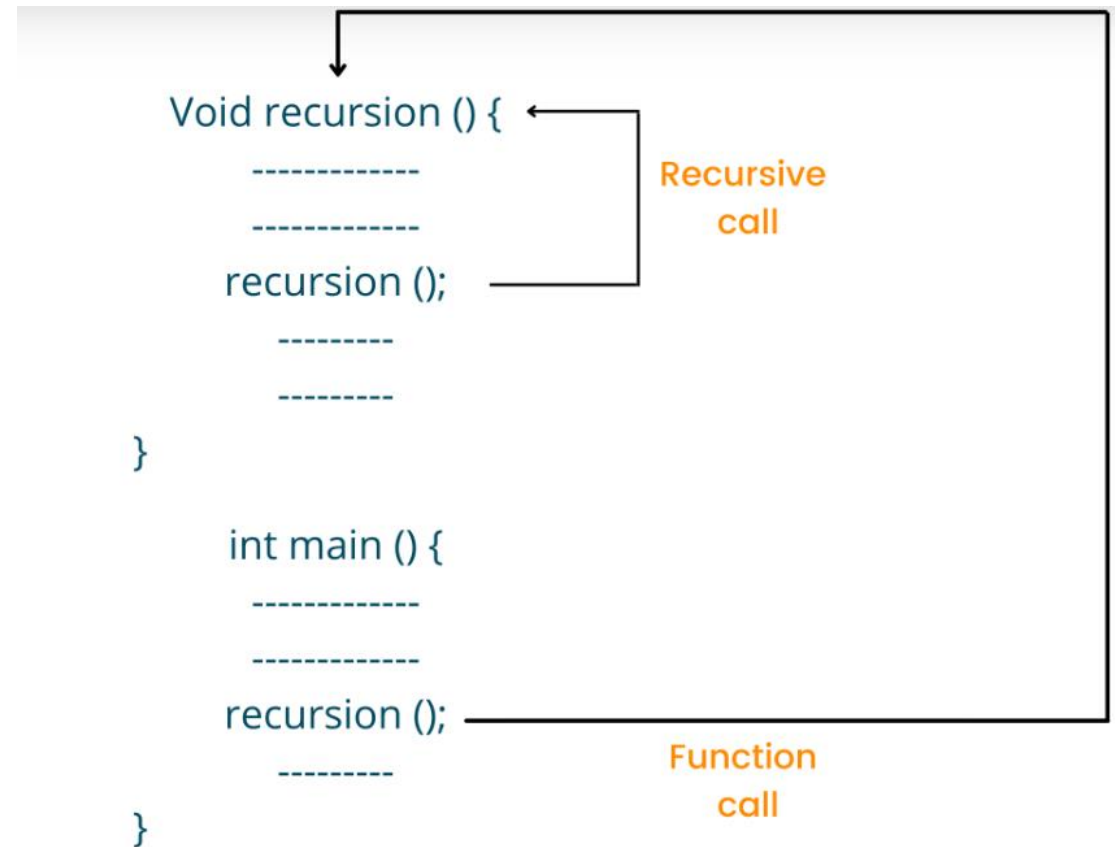 Void recursion () {
-------------
-------------
Recursive
call
recursion ();
---------
---------
}
int main () {
-------------
-------------
recursion ();
Function
call
---------
}